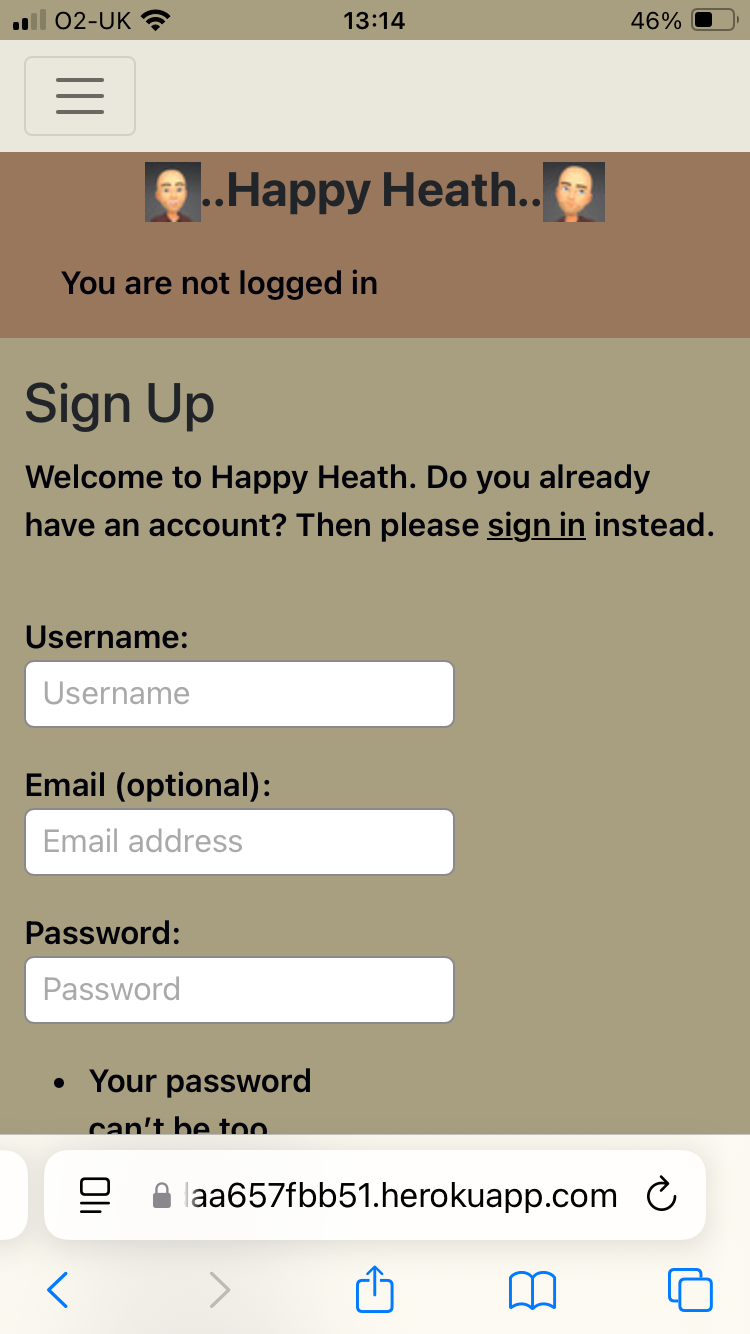 O2-UK 13:14 46%
..Happy Heath..
You are not logged in
Sign Up
Welcome to Happy Heath. Do you already
have an account? Then please sign in instead.
Username:
Username
Email (optional):
Email address
Password:
Password
• Your password
can't be too
aa657fbb51.herokuapp.com